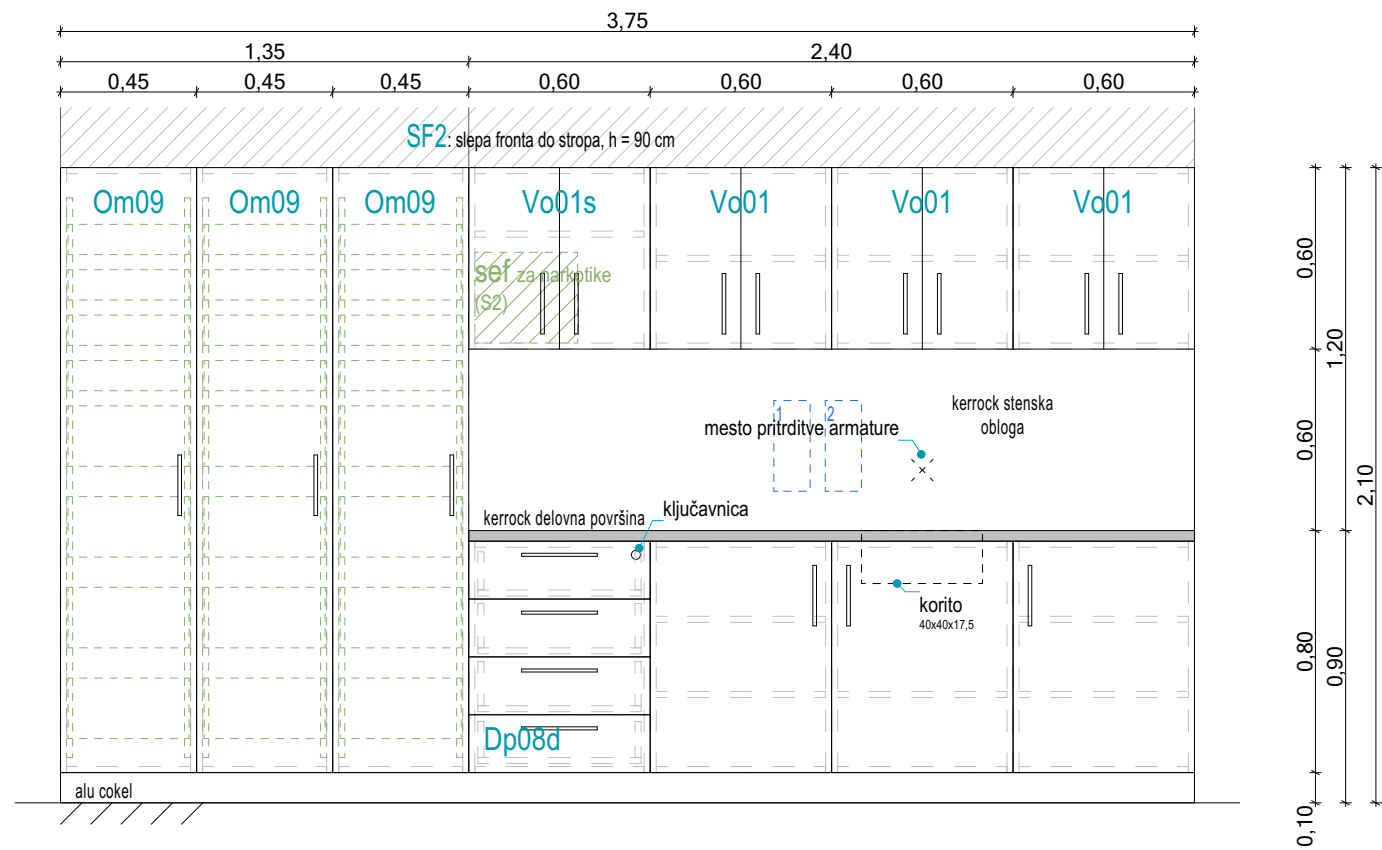 3,75
1,35
2,40
0,45
0,45
0,45
0,60
0,60
0,60
0,60
SF2: slepa fronta do stropa, h = 90 cm
Om09
Om09
Om09
Vo01s
Vo01
Vo01
Vo01
sef za narkotike
(S2)
0,60
1,20
1
2
mesto pritrditve armature
kerrock stenska
obloga
0,60
2,10
kerrock delovna površina
ključavnica
korito
40x40x17,5
0,80
0,90
Dp08d
alu cokel
0,10